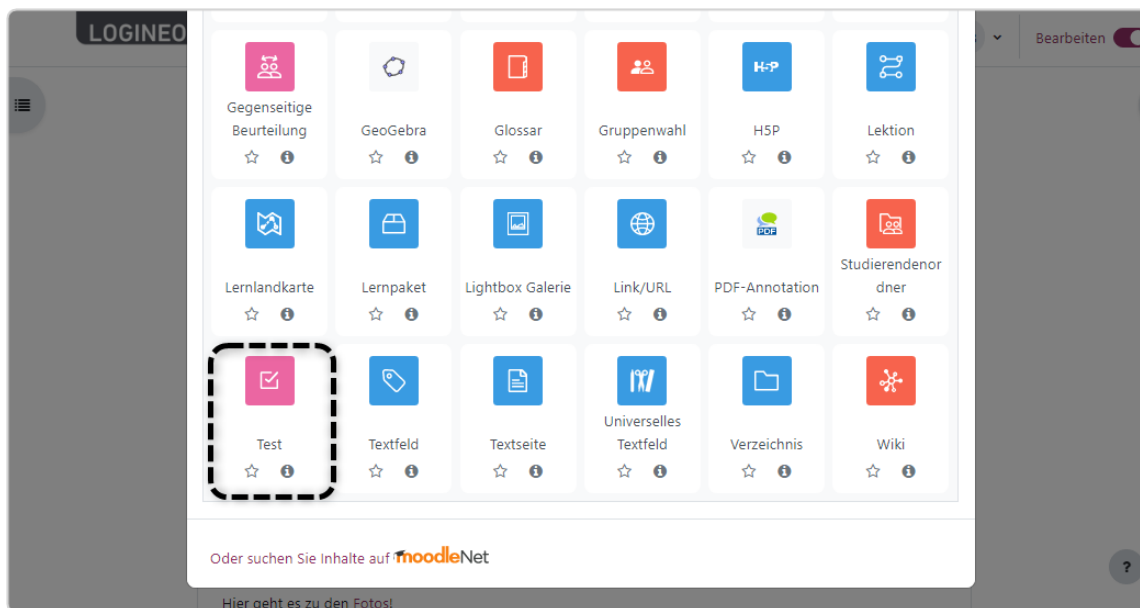 LOGINEO
Bearbeiten
Gegenseitige
Beurteilung
GeoGebra
Glossar
Gruppenwahl
H5P
H5P
Lektion
Lernlandkarte
Lernpaket
Lightbox Galerie
Link/URL
PDF
PDF-Annotation
Studierendenor
dner
Test
Textfeld
Textseite
Universelles
Textfeld
Verzeichnis
Wiki
Oder suchen Sie Inhalte auf moodleNet
?
Hier geht es zu den Fotos!